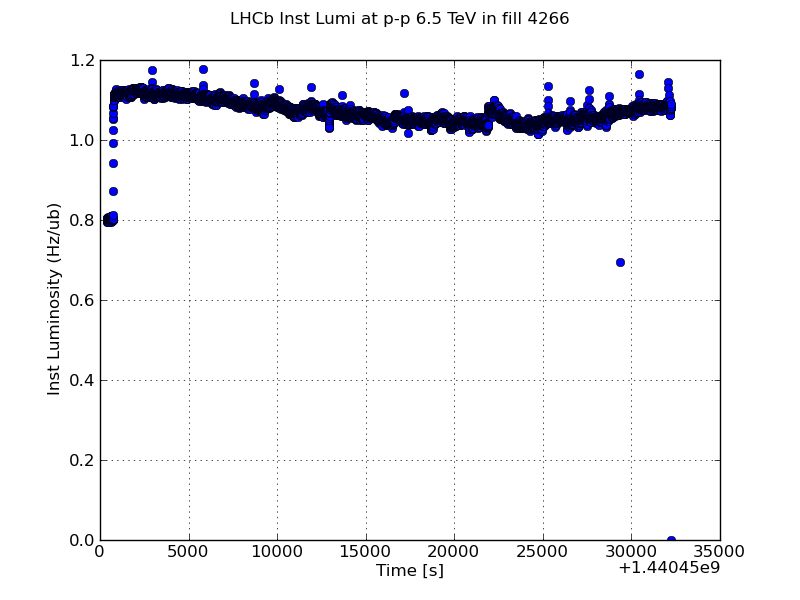 LHCb Inst Lumi at p-p 6.5 TeV in fill 4266
1.2
1.0
0.8
0.6
0.4
0.2
0.0
Inst Luminosity (Hz/ub)
0 5000 10000 15000 20000 25000 30000 35000
Time [s]
+1.44045e9